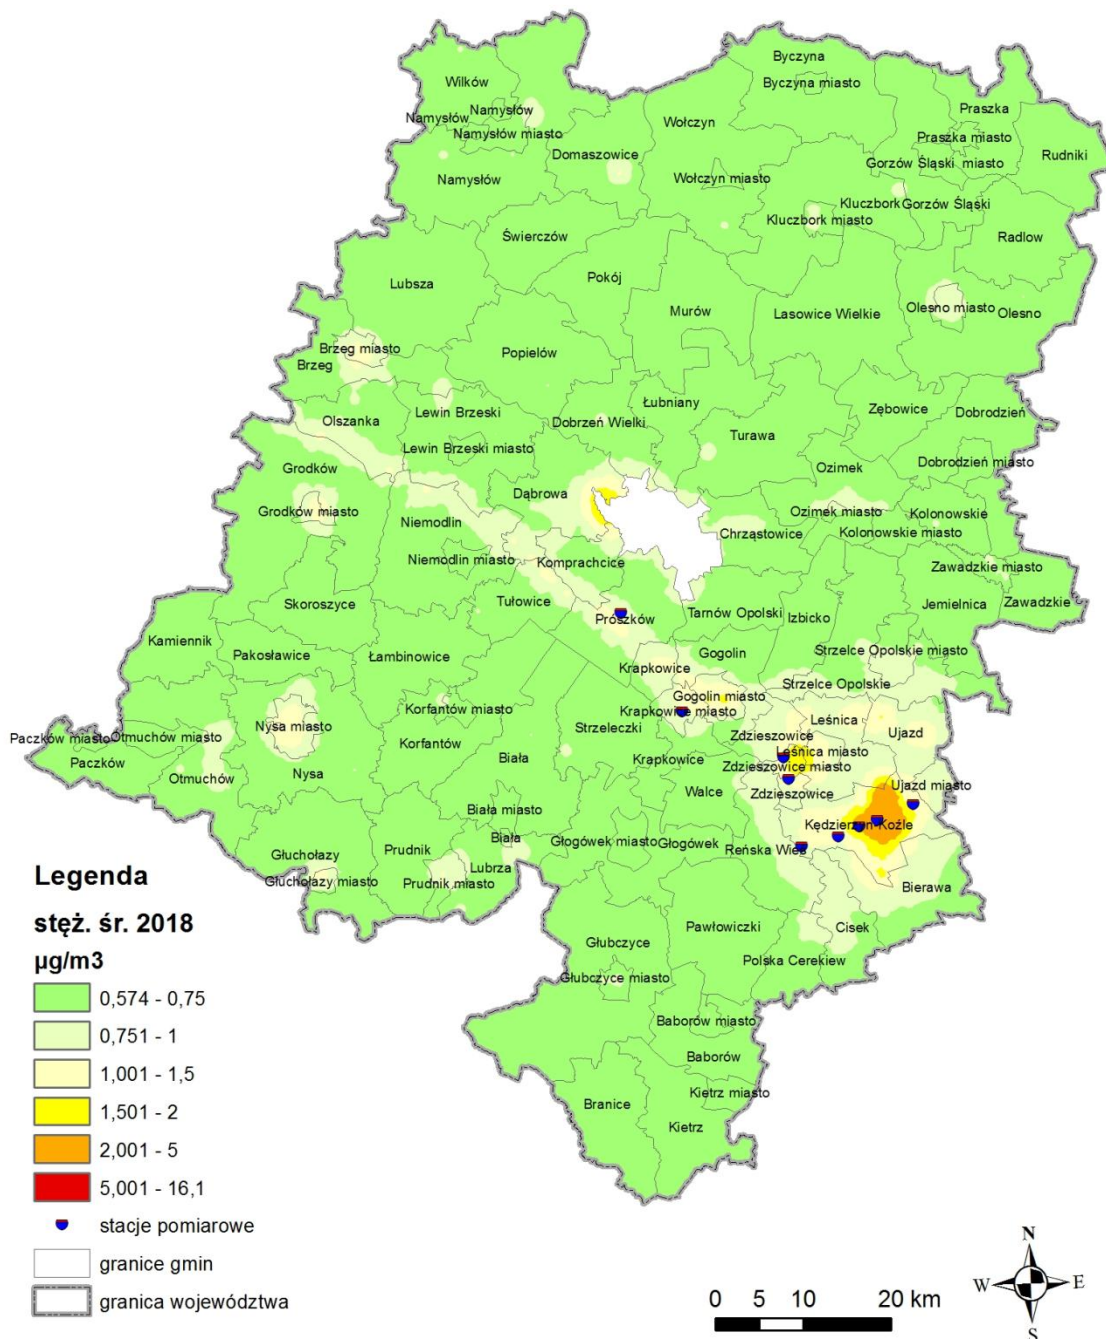 Byczyna
Wilków
Byczyna miasto
Namysłów
Praszka
Namysłów
Wołczyn
Namysłów miasto
Praszka miasto
Domaszowice
Gorzów Śląski miasto
Rudniki
Namysłów
Wołczyn miasto
Kluczbork
Gorzów Śląski
Kluczbork miasto
Świerczów
Radlow
Pokój
Lubsza
Olesno miasto
Murów
Lasowice Wielkie
Olesno
Brzeg miasto
Popielów
Brzeg
Łubniany
Lewin Brzeski
Zębowice
Dobrodzień
Olszanka
Dobrzeń Wielki
Turawa
Lewin Brzeski miasto
Dobrodzień miasto
Grodków
Ozimek
Dąbrowa
Grodków miasto
Ozimek miasto
Kolonowskie
Niemodlin
Chrząstowice
Kolonowskie miasto
Niemodlin miasto
Komprachcice
Zawadzkie miasto
Skoroszyce
Tułowice
Jemielnica
Zawadzkie
Prószków
Tarnów Opolski
Izbicko
Kamiennik
Pakosławice
Łambinowice
Gogolin
Strzelce Opolskie miasto
Krapkowice
Strzelce Opolskie
Gogolin miasto
Korfantów miasto
Krapkowice miasto
Leśnica
Nysa miasto
Strzeleczki
Zdzieszowice
Ujazd
Paczków miasto
Otmuchów miasto
Korfantów
Leśnica miasto
Paczków
Biała
Krapkowice
Zdzieszowice miasto
Otmuchów
Nysa
Walce
Zdzieszowice
Ujazd miasto
Biała miasto
Kędzierzyn Koźle
Biała
Głogówek miasto
Głogówek
Reńska Wieś
Głuchołazy
Prudnik
Lubrza
Głuchołazy miasto
Prudnik miasto
Bierawa
Pawłowiczki
Cisek
Głubczyce
Polska Cerekiew
Głubczyce miasto
Baborów miasto
Baborów
Kietrz miasto
Branice
Kietrz
Legenda
stęż. śr. 2018
µg/m3
0,574 - 0,75
0,751 - 1
1,001 - 1,5
1,501 - 2
2,001 - 5
5,001 - 16,1
stacje pomiarowe
granice gmin
granica województwa
0 5 10 20 km
N
W E
S